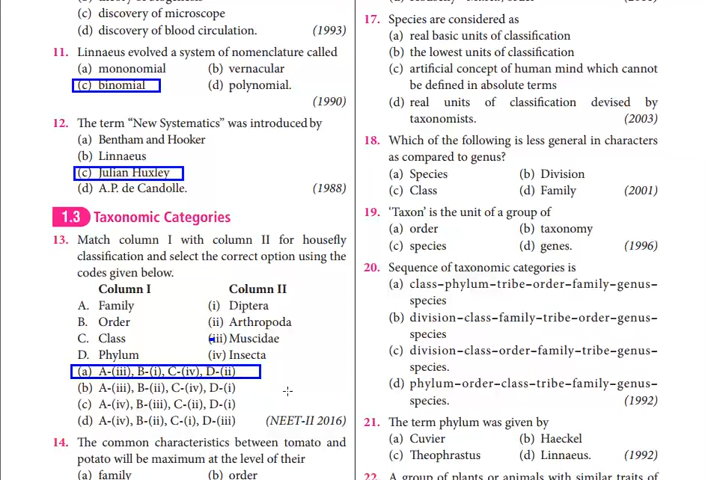 (c) discovery of microscope
(d) discovery of blood circulation. (1993)
11. Linnaeus evolved a system of nomenclature called
(a) mononomial (b) vernacular
(c) binomial (d) polynomial.
(1990)
12. The term “New Systematics” was introduced by
(a) Bentham and Hooker
(b) Linnaeus
(c) Julian Huxley
(d) A.P. de Candolle. (1988)
1.3 Taxonomic Categories
13. Match column I with column II for housefly
classification and select the correct option using the
codes given below.
Column I Column II
A. Family (i) Diptera
B. Order (ii) Arthropoda
C. Class (iii) Muscidae
D. Phylum (iv) Insecta
(a) A-(iii), B-(i), C-(iv), D-(ii)
(b) A-(iii), B-(ii), C-(iv), D-(i)
(c) A-(iv), B-(iii), C-(ii), D-(i)
(d) A-(iv), B-(ii), C-(i), D-(iii) (NEET-II 2016)
14. The common characteristics between tomato and
potato will be maximum at the level of their
(a) family (b) order
17. Species are considered as
(a) real basic units of classification
(b) the lowest units of classification
(c) artificial concept of human mind which cannot
be defined in absolute terms
(d) real units of classification devised by
taxonomists. (2003)
18. Which of the following is less general in characters
as compared to genus?
(a) Species (b) Division
(c) Class (d) Family (2001)
19. ‘Taxon’ is the unit of a group of
(a) order (b) taxonomy
(c) species (d) genes. (1996)
20. Sequence of taxonomic categories is
(a) class–phylum–tribe–order–family–genus–
species
(b) division–class–family–tribe–order–genus–
species
(c) division–class–order–family–tribe–genus–
species.
(d) phylum–order–class–tribe–family–genus–
species. (1992)
21. The term phylum was given by
(a) Cuvier (b) Haeckel
(c) Theophrastus (d) Linnaeus. (1992)
22. A group of plants or animals with similar traits of